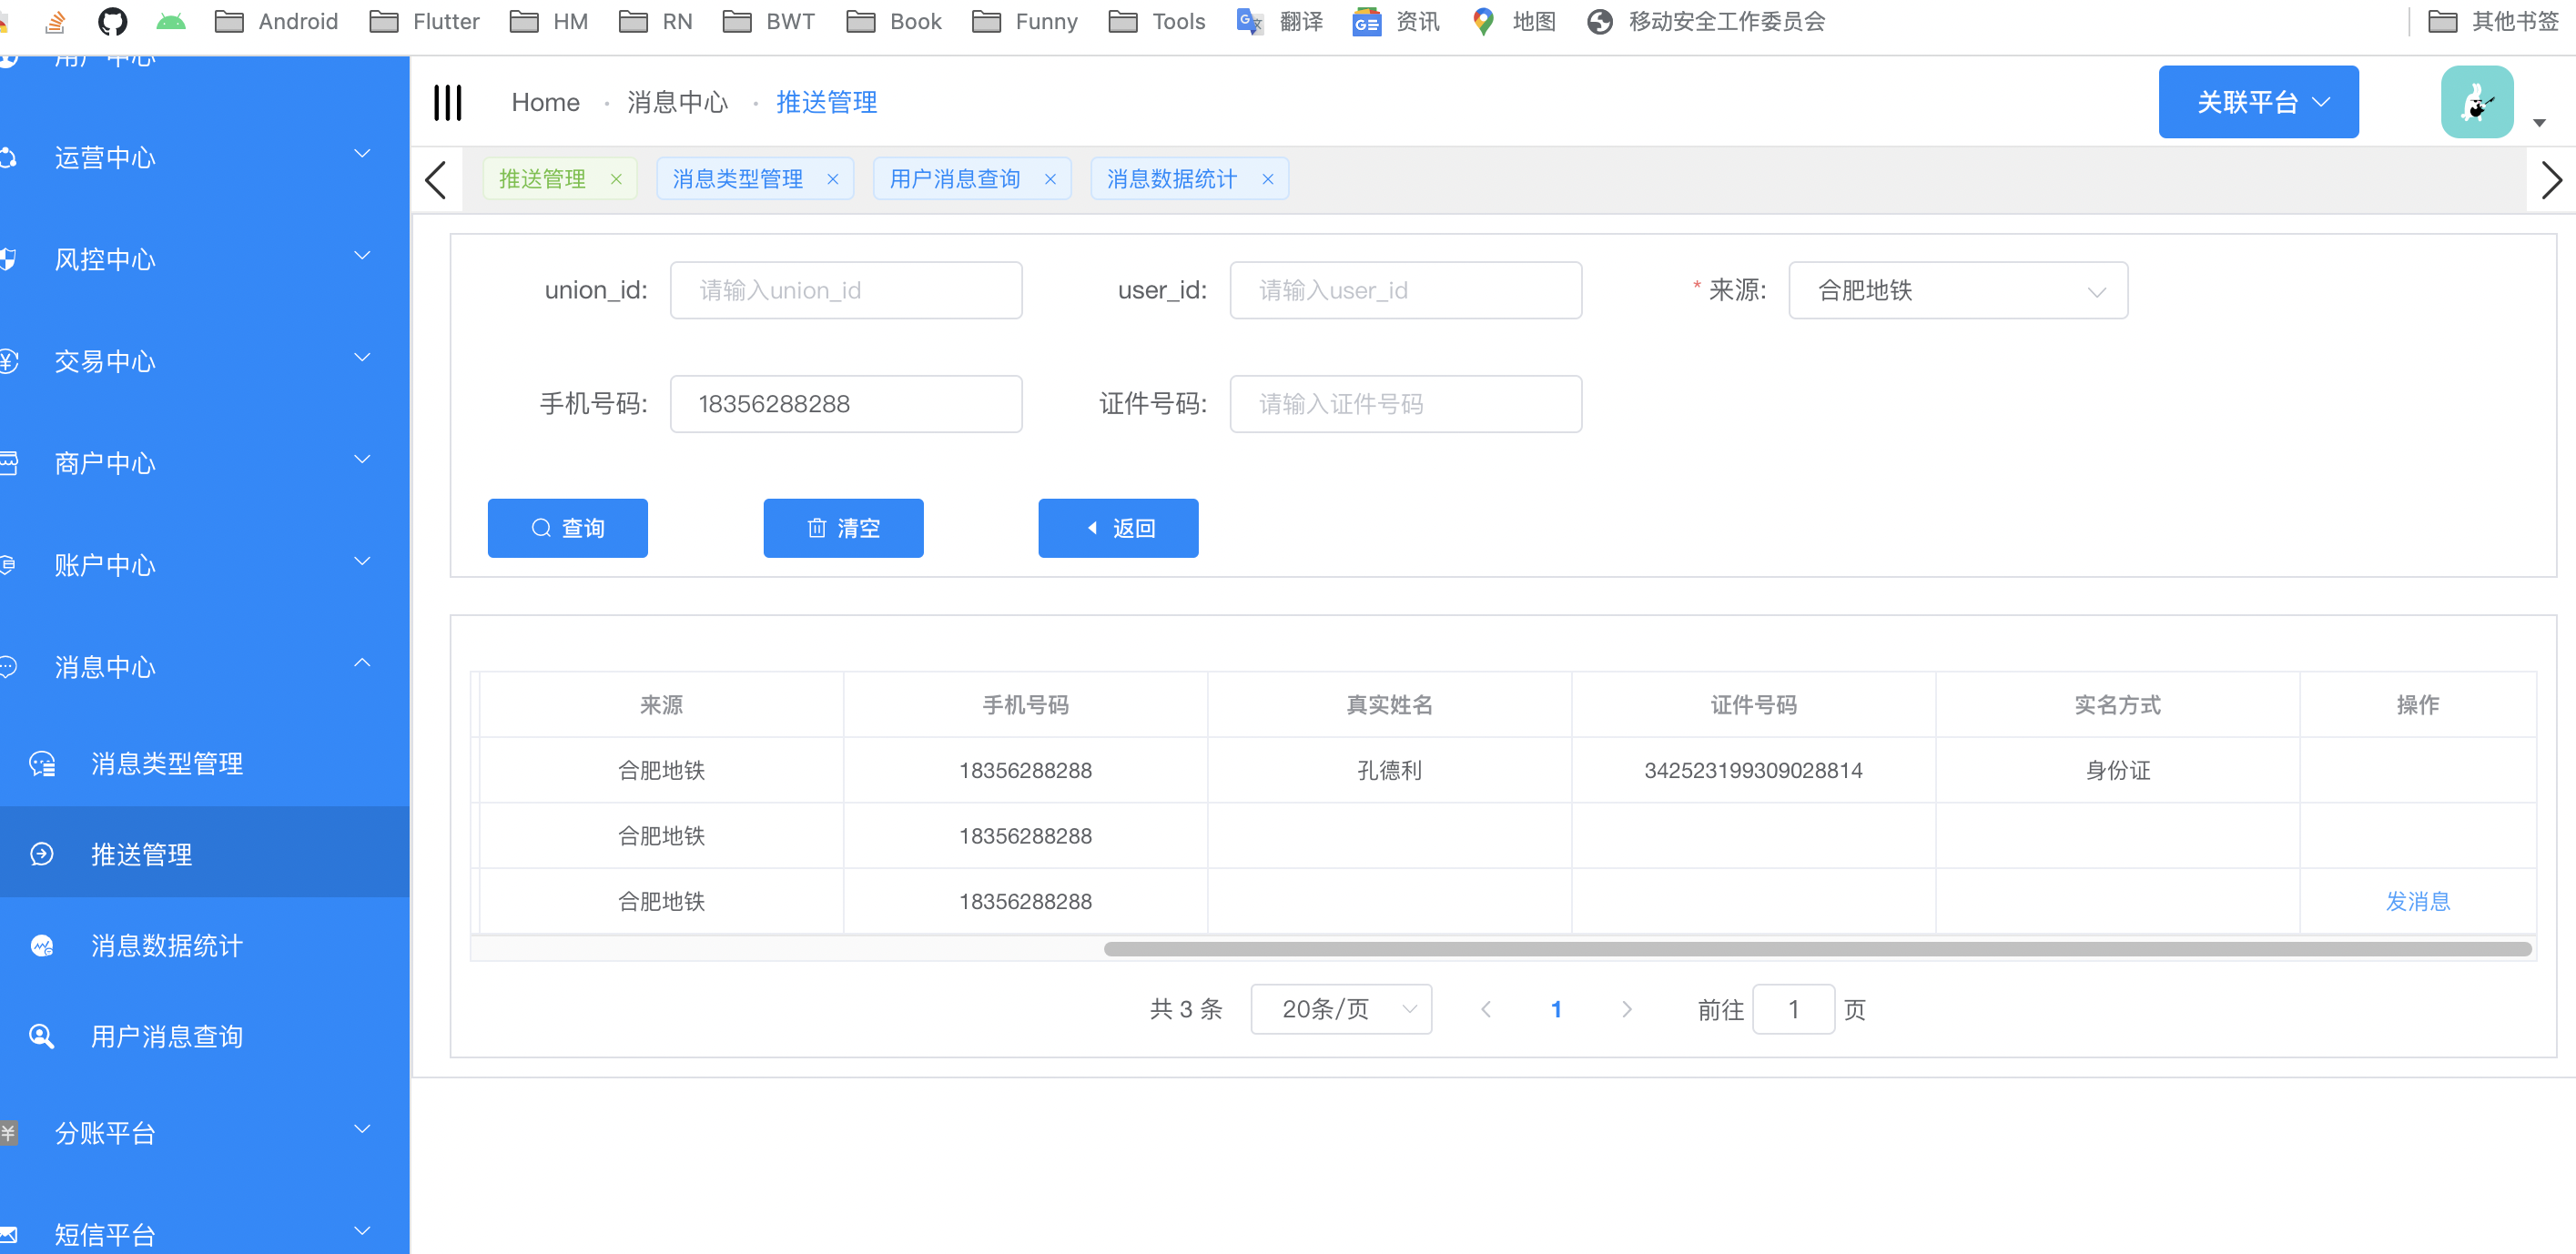 Android Flutter HM RN BWT Book Funny Tools 翻译 资讯 地图 移动安全工作委员会 其他书签
用户中心
运营中心
风控中心
交易中心
商户中心
账户中心
消息中心
消息类型管理
推送管理
消息数据统计
用户消息查询
分账平台
短信平台
Home 消息中心 推送管理
关联平台
推送管理 × 消息类型管理 × 用户消息查询 × 消息数据统计 ×
union_id: 请输入union_id user_id: 请输入user_id * 来源: 合肥地铁
手机号码: 18356288288 证件号码: 请输入证件号码
查询 清空 返回
来源 手机号码 真实姓名 证件号码 实名方式 操作
合肥地铁 18356288288 孔德利 342523199309028814 身份证
合肥地铁 18356288288
合肥地铁 18356288288 发消息
共 3 条 20条/页 1 前往 1 页